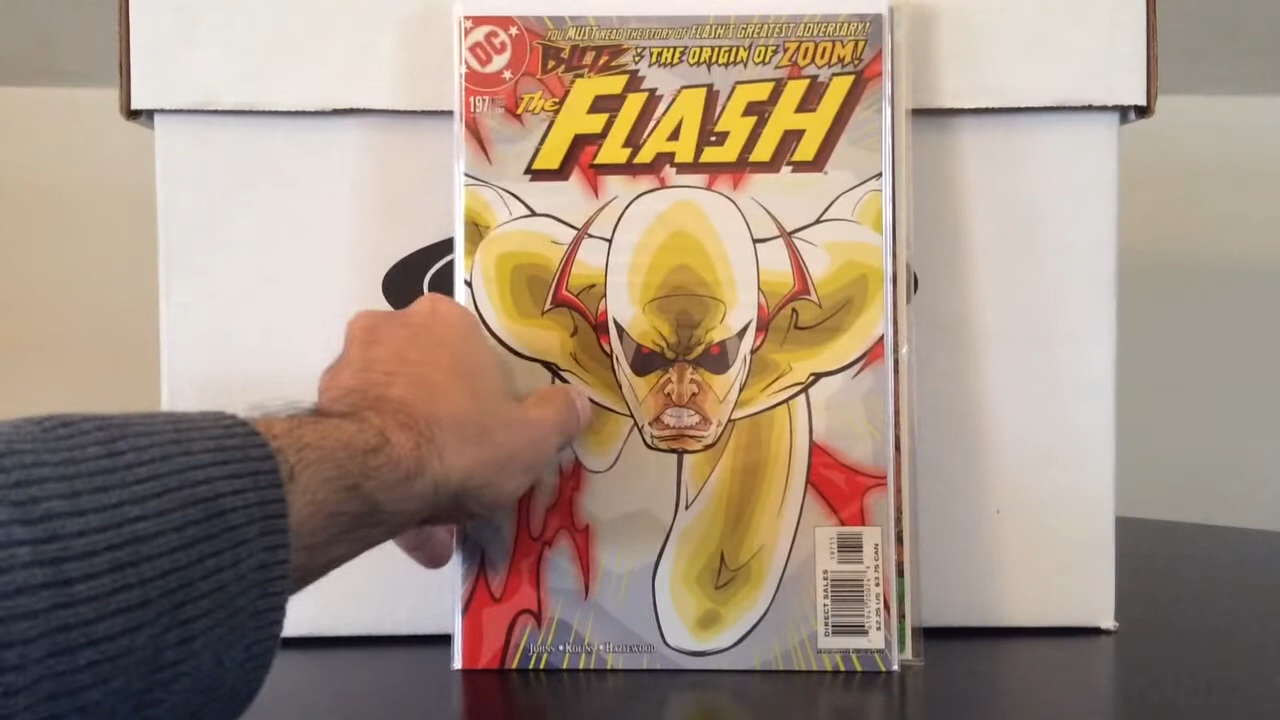 YOU MUST READ THE STORY OF FLASH'S GREATEST ADVERSARY!
BLITZ: THE ORIGIN OF ZOOM!
DC
197
The FLASH
DIRECT SALES
$2.25 US $3.75 CAN
JOHNS • KOLINS • HAZLEWOOD